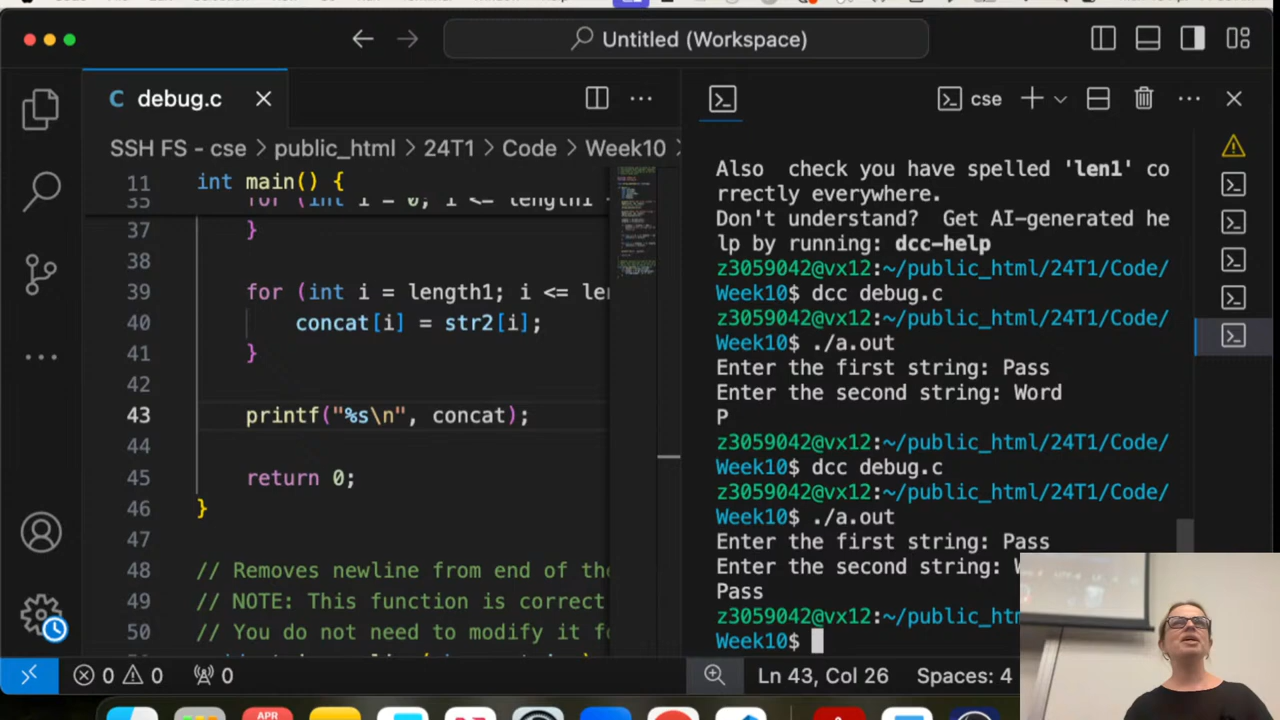 Untitled (Workspace)
debug.c
cse
SSH FS - cse > public_html > 24T1 > Code > Week10 >
11 int main() {
35 for (int i = 0; i <= length1
37 }
38
39 for (int i = length1; i <= len
40 concat[i] = str2[i];
41 }
42
43 printf("%s\n", concat);
44
45 return 0;
46 }
47
48 // Removes newline from end of the
49 // NOTE: This function is correct
50 // You do not need to modify it fo
Also  check you have spelled 'len1' co
rrectly everywhere.
Don't understand?  Get AI-generated he
lp by running: dcc-help
z3059042@vx12:~/public_html/24T1/Code/
Week10$ dcc debug.c
z3059042@vx12:~/public_html/24T1/Code/
Week10$ ./a.out
Enter the first string: Pass
Enter the second string: Word
P
z3059042@vx12:~/public_html/24T1/Code/
Week10$ dcc debug.c
z3059042@vx12:~/public_html/24T1/Code/
Week10$ ./a.out
Enter the first string: Pass
Enter the second string:
Pass
z3059042@vx12:~/public_htm
Week10$
0 0 0
Ln 43, Col 26 Spaces: 4
APR